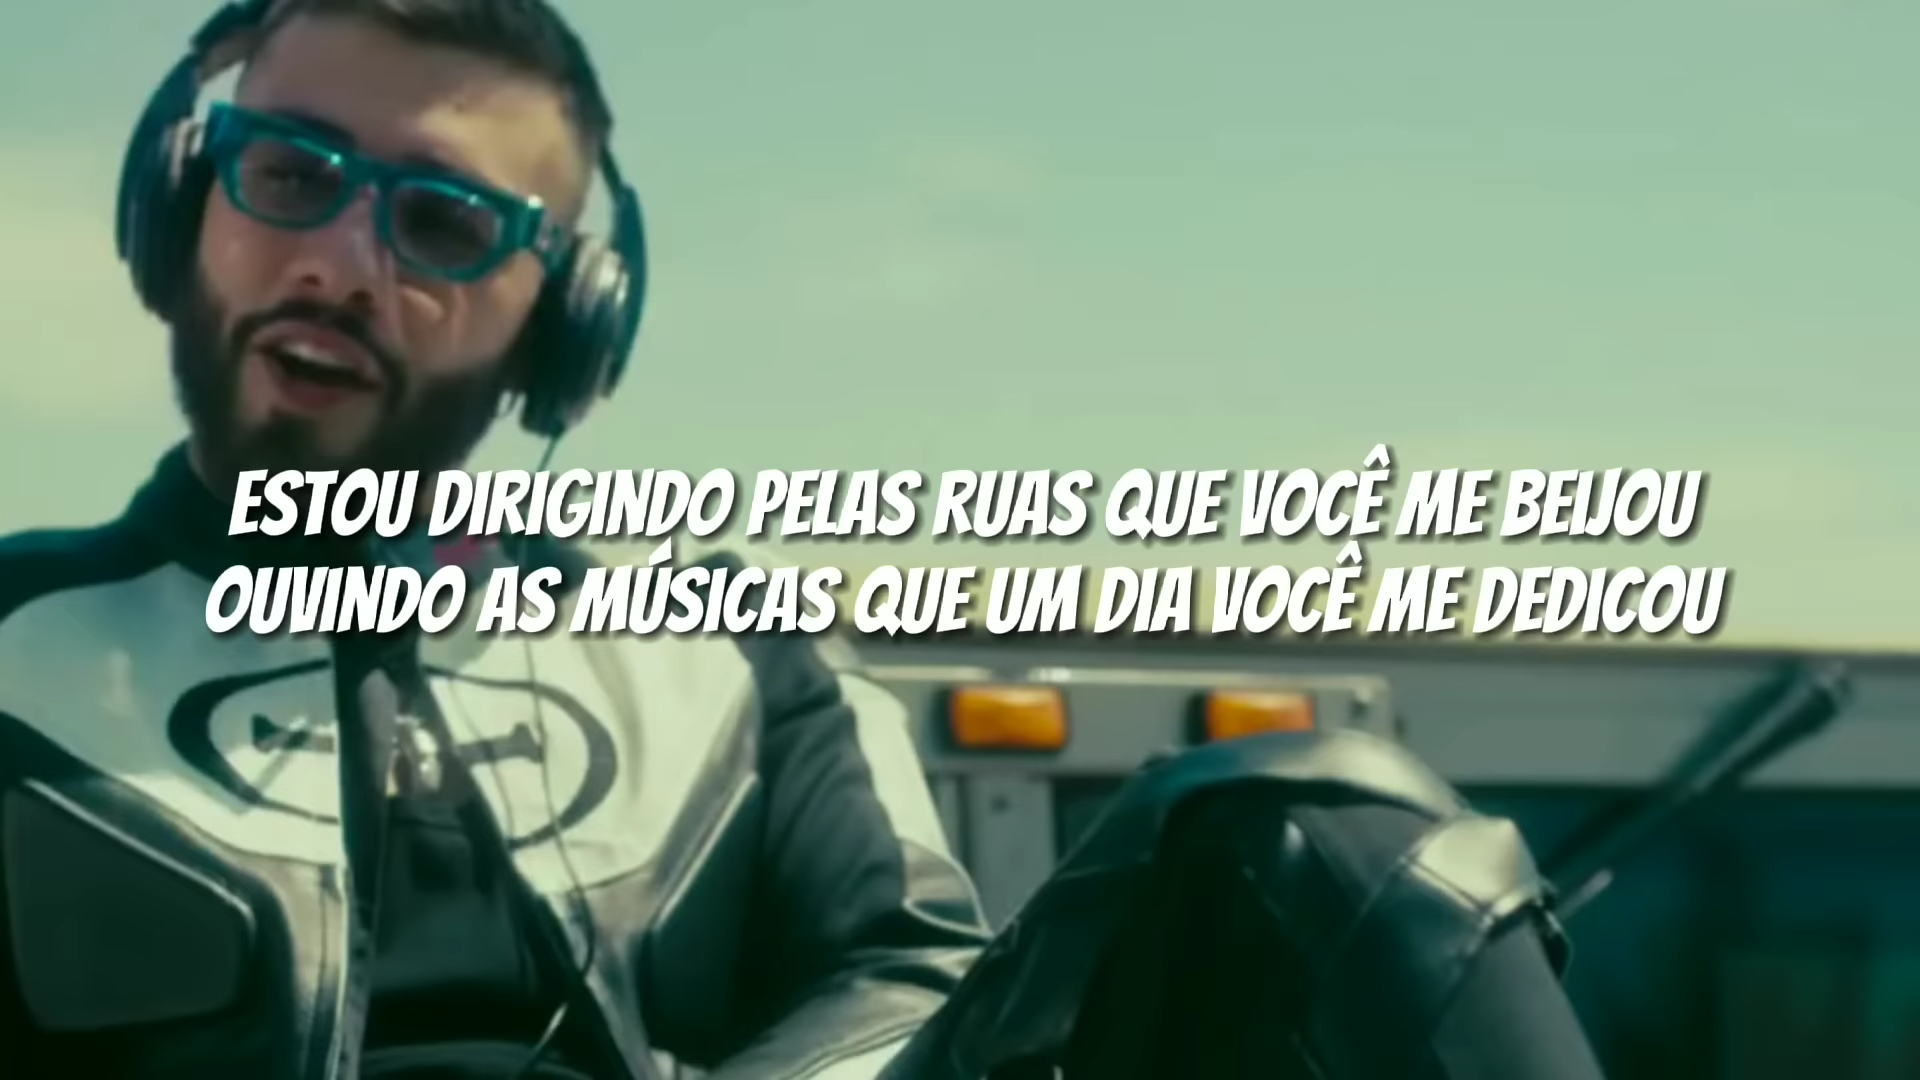 ESTOU DIRIGINDO PELAS RUAS QUE VOCÊ ME BEIJOU
OUVINDO AS MÚSICAS QUE UM DIA VOCÊ ME DEDICOU